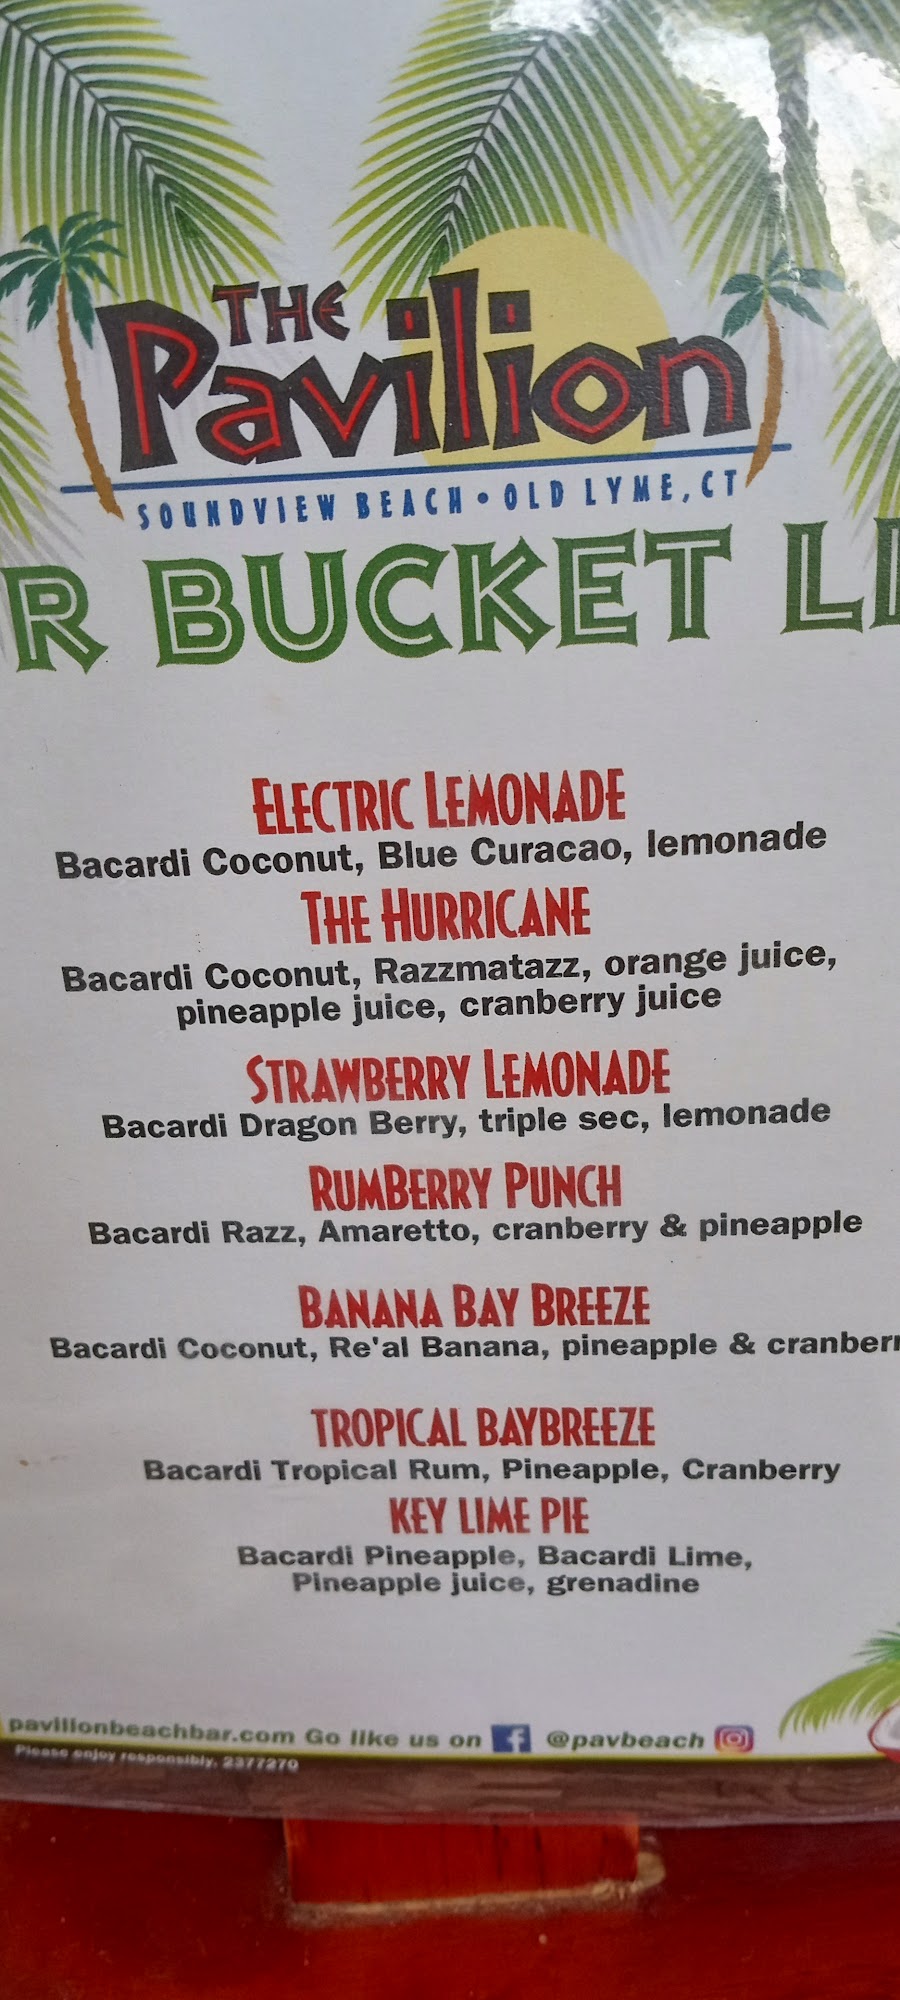 THE
Pavilion
SOUNDVIEW BEACH • OLD LYME, CT
R BUCKET LI
ELECTRIC LEMONADE
Bacardi Coconut, Blue Curacao, lemonade
THE HURRICANE
Bacardi Coconut, Razzmatazz, orange juice,
pineapple juice, cranberry juice
STRAWBERRY LEMONADE
Bacardi Dragon Berry, triple sec, lemonade
RUMBERRY PUNCH
Bacardi Razz, Amaretto, cranberry & pineapple
BANANA BAY BREEZE
Bacardi Coconut, Re'al Banana, pineapple & cranberr
TROPICAL BAYBREEZE
Bacardi Tropical Rum, Pineapple, Cranberry
KEY LIME PIE
Bacardi Pineapple, Bacardi Lime,
Pineapple juice, grenadine
pavilionbeachbar.com Go like us on @pavbeach
Please enjoy responsibly. 2377270